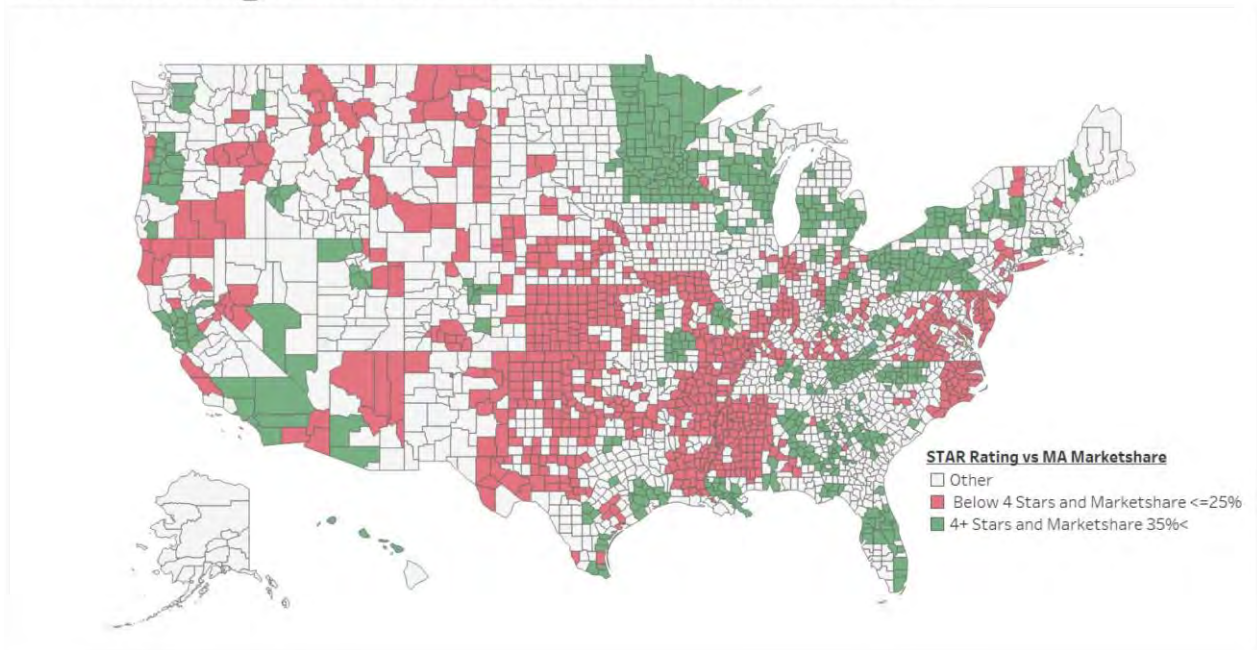 STAR Rating vs MA Marketshare
Other
Below 4 Stars and Marketshare <=25%
4+ Stars and Marketshare 35%<